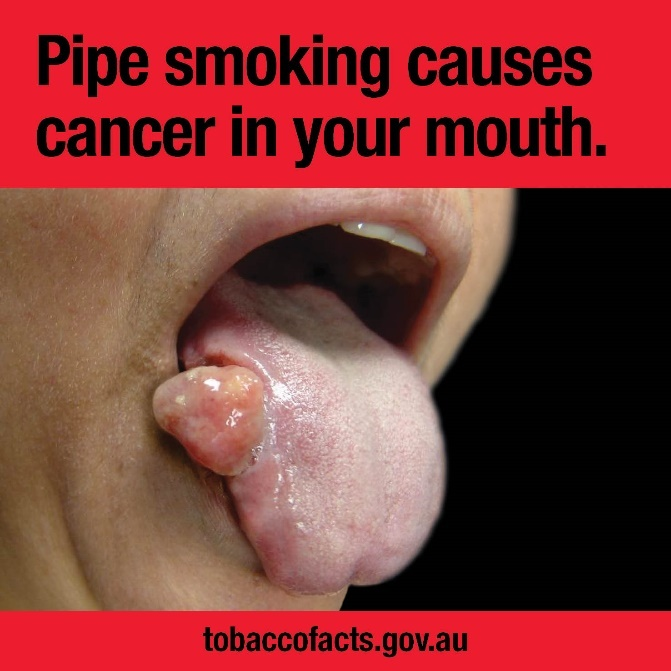 Pipe smoking causes
cancer in your mouth.
tobaccofacts.gov.au